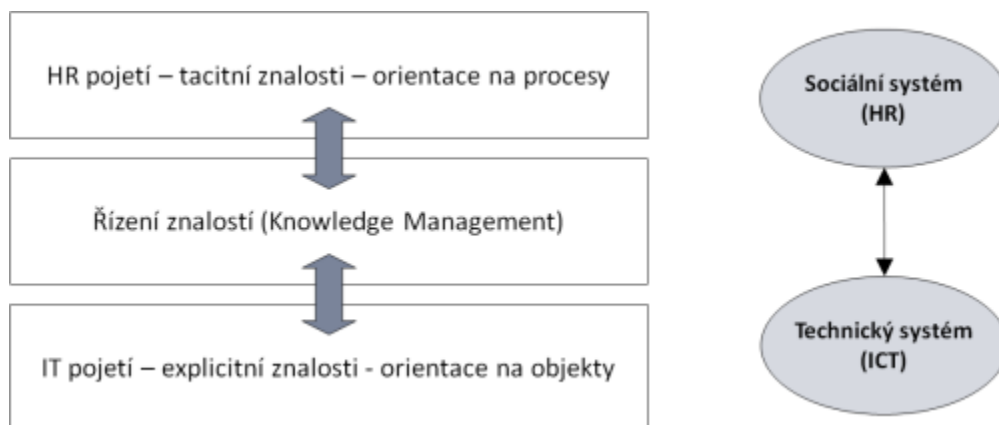 HR pojetí – tacitní znalosti – orientace na procesy
Řízení znalostí (Knowledge Management)
IT pojetí – explicitní znalosti - orientace na objekty
Sociální systém
(HR)
Technický systém
(ICT)